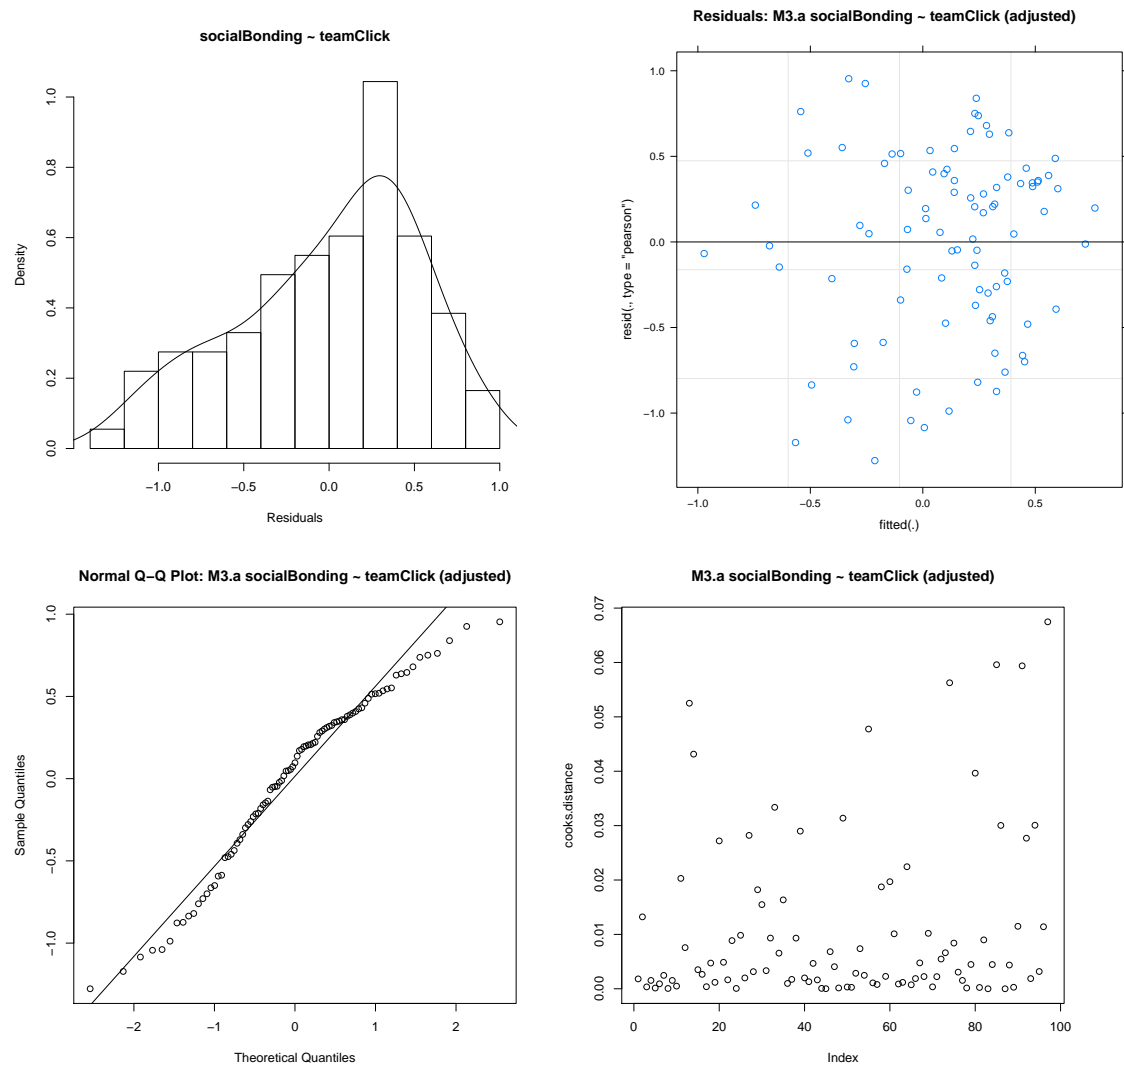 socialBonding ~ teamClick
Density
0.0 0.2 0.4 0.6 0.8 1.0
−1.0 −0.5 0.0 0.5 1.0
Residuals
Residuals: M3.a socialBonding ~ teamClick (adjusted)
resid(., type = "pearson")
1.0
0.5
0.0
−0.5
−1.0
−1.0 −0.5 0.0 0.5
fitted(.)
Normal Q−Q Plot: M3.a socialBonding ~ teamClick (adjusted)
Sample Quantiles
−1.0 −0.5 0.0 0.5 1.0
−2 −1 0 1 2
Theoretical Quantiles
M3.a socialBonding ~ teamClick (adjusted)
cooks.distance
0.00 0.01 0.02 0.03 0.04 0.05 0.06 0.07
0 20 40 60 80 100
Index